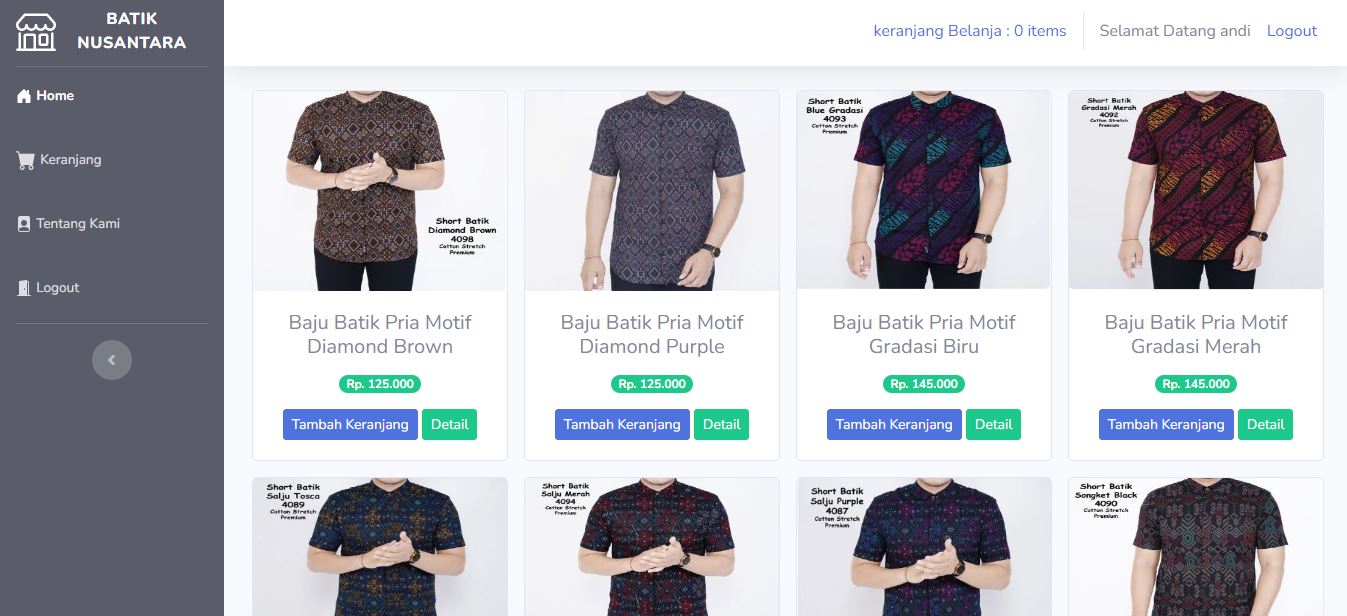 BATIK
NUSANTARA
keranjang Belanja : 0 items
Selamat Datang andi
Logout
Home
Keranjang
Tentang Kami
Logout
Short Batik
Diamond Brown
4098
Cotton Stretch
Premium
Short Batik
Blue Gradasi
4093
Cotton Stretch
Premium
Short Batik
Gradasi Merah
4092
Cotton Stretch
Premium
Baju Batik Pria Motif
Diamond Brown
Rp. 125.000
Tambah Keranjang
Detail
Baju Batik Pria Motif
Diamond Purple
Rp. 125.000
Tambah Keranjang
Detail
Baju Batik Pria Motif
Gradasi Biru
Rp. 145.000
Tambah Keranjang
Detail
Baju Batik Pria Motif
Gradasi Merah
Rp. 145.000
Tambah Keranjang
Detail
Short Batik
Salju Tosca
4089
Cotton Stretch
Premium
Short Batik
Salju Merah
4094
Cotton Stretch
Premium
Short Batik
Salju Purple
4087
Cotton Stretch
Premium
Short Batik
Songket Black
4090
Cotton Stretch
Premium